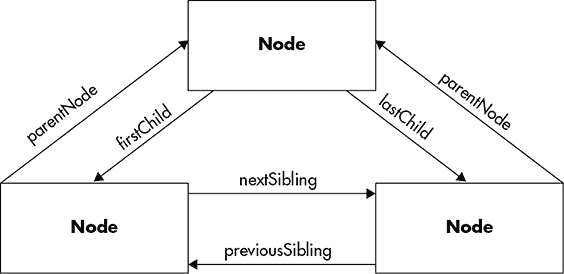 Node
parentNode
firstChild
lastChild
parentNode
nextSibling
Node
Node
previousSibling